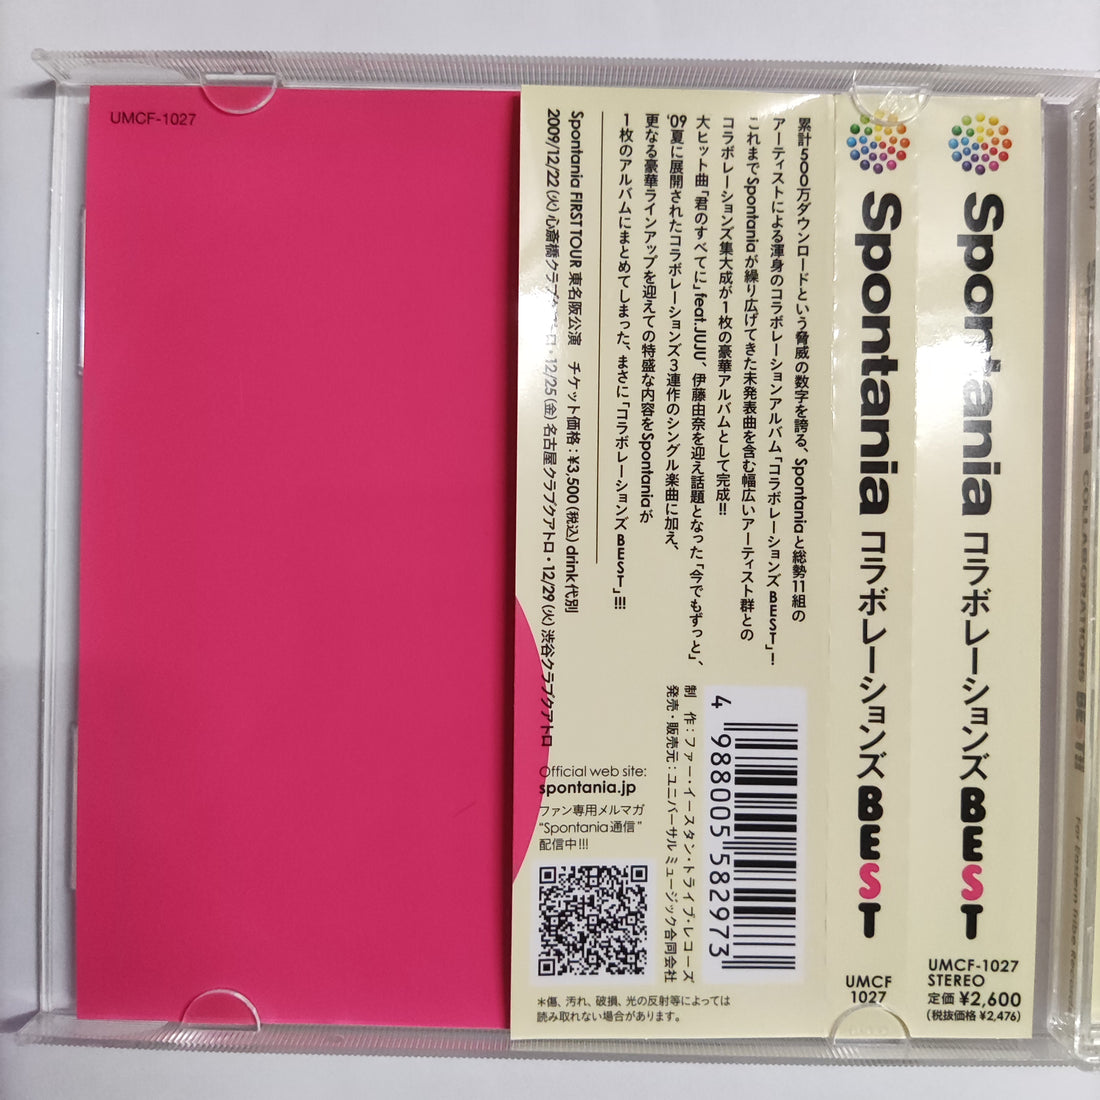 UMCF-1027
累計500万ダウンロードという脅威の数字を誇る、Spontaniaと総勢11組の
アーティストによる渾身のコラボレーションアルバム「コラボレーションズBEST」!
これまでSpontaniaが繰り広げてきた未発表曲を含む幅広いアーティスト群との
コラボレーションズ集大成が1枚の豪華アルバムとして完成!!
大ヒット曲「君のすべてに」feat.JUJU、伊藤由奈を迎え話題となった「今でもずっと」、
'09夏に展開されたコラボレーションズ3連作のシングル楽曲に加え、
更なる豪華ラインアップを迎えての特盛な内容をSpontaniaが
1枚のアルバムにまとめてしまった、まさに「コラボレーションズBEST」!!!
Spontania FIRST TOUR 東名阪公演 チケット価格:¥3,500(税込)drink代別
2009/12/22(火)心斎橋クラブクアトロ・12/25(金)名古屋クラブクアトロ・12/29(火)渋谷クラブクアトロ
4 988005 582973
制 作:ファー・イースタン・トライブ・レコーズ
発売・販売元:ユニバーサル ミュージック合同会社
Official web site:
spontania.jp
ファン専用メルマガ
"Spontania通信"
配信中!!!
*傷、汚れ、破損、光の反射等によっては
読み取れない場合があります。
Spontania コラボレーションズ BEST
UMCF
1027
Spontania コラボレーションズ BEST
UMCF-1027
STEREO
定価 ¥2,600
(税抜価格 ¥2,476)
COLLABORATIONS BEST
Far Eastern Tribe Records